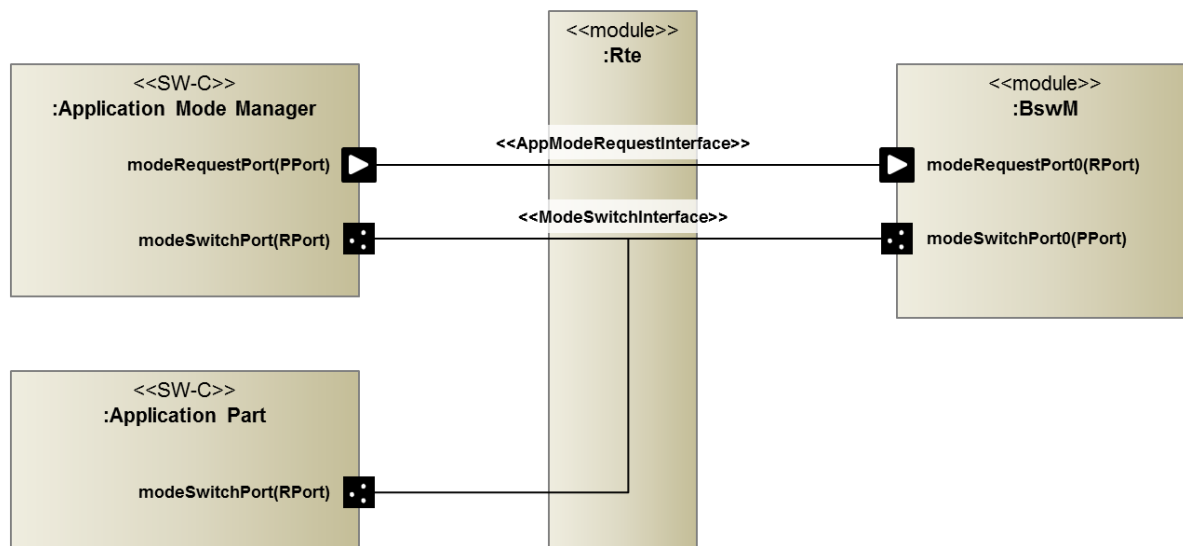 <<module>>
:Rte
<<SW-C>>
:Application Mode Manager
modeRequestPort(PPort)
modeSwitchPort(RPort)
<<AppModeRequestInterface>>
<<ModeSwitchInterface>>
<<module>>
:BswM
modeRequestPort0(RPort)
modeSwitchPort0(PPort)
<<SW-C>>
:Application Part
modeSwitchPort(RPort)